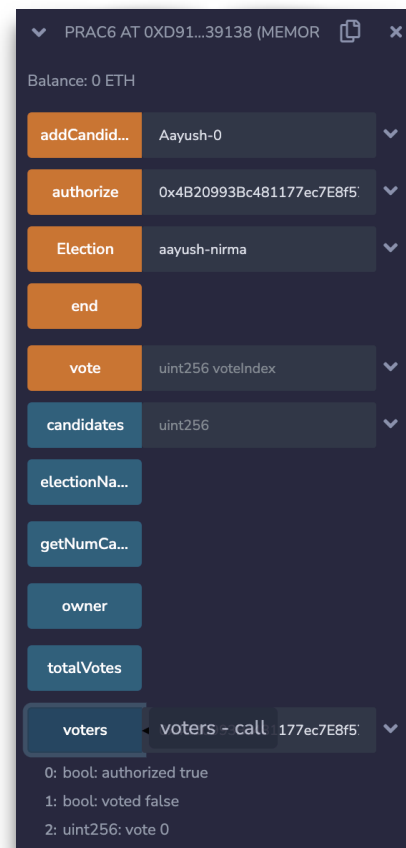 PRAC6 AT 0XD91...39138 (MEMOR
Balance: 0 ETH
addCandid... Aayush-0
authorize 0x4B20993Bc481177ec7E8f5
Election aayush-nirma
end
vote uint256 voteIndex
candidates uint256
electionNa...
getNumCa...
owner
totalVotes
voters voters - call 177ec7E8f5
0: bool: authorized true
1: bool: voted false
2: uint256: vote 0